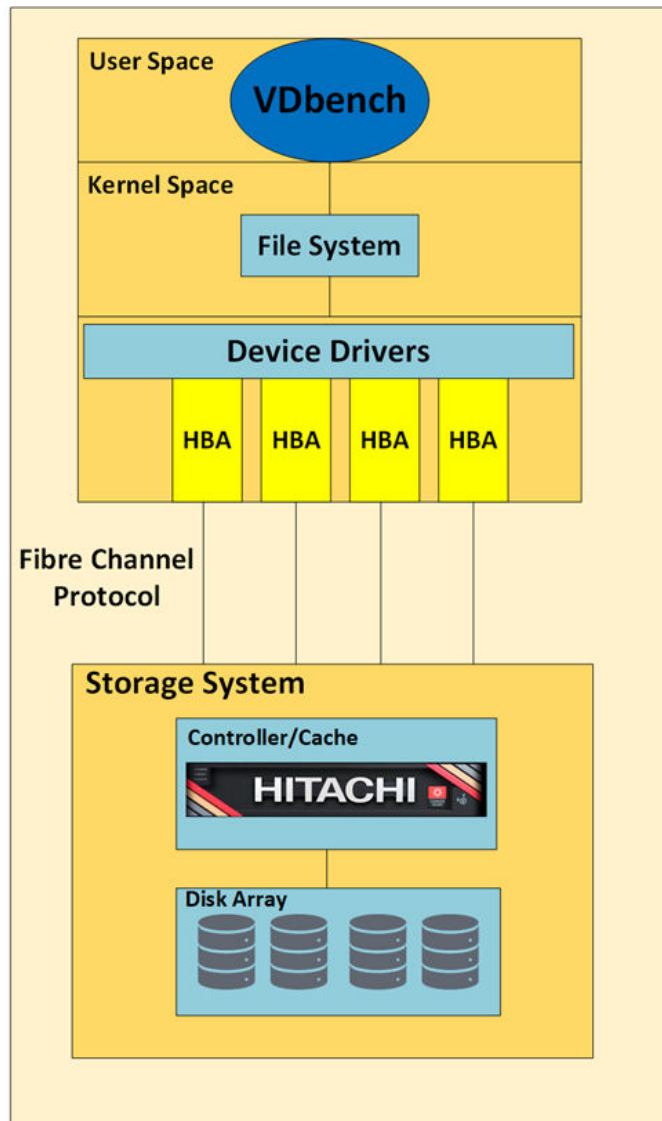 User Space
VDbench
Kernel Space
File System
Device Drivers
HBA HBA HBA HBA
Fibre Channel
Protocol
Storage System
Controller/Cache
HITACHI
Disk Array